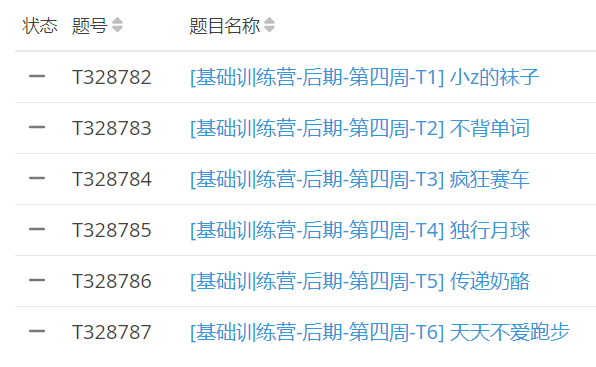 状态 题号 题目名称
T328782 [基础训练营-后期-第四周-T1] 小z的袜子
T328783 [基础训练营-后期-第四周-T2] 不背单词
T328784 [基础训练营-后期-第四周-T3] 疯狂赛车
T328785 [基础训练营-后期-第四周-T4] 独行月球
T328786 [基础训练营-后期-第四周-T5] 传递奶酪
T328787 [基础训练营-后期-第四周-T6] 天天不爱跑步